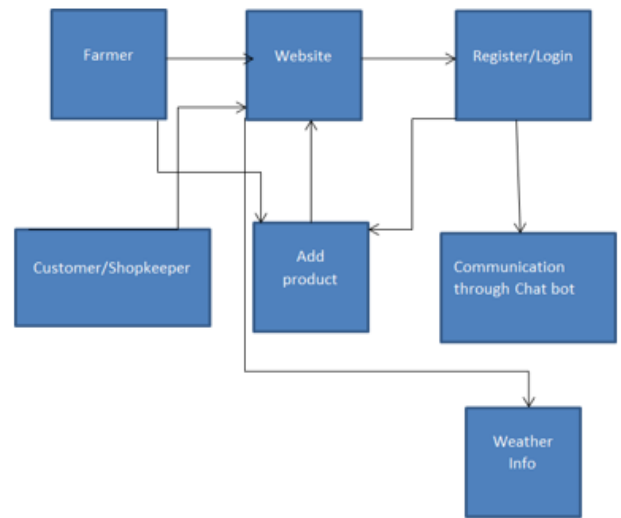 Farmer
Website
Register/Login
Customer/Shopkeeper
Add
product
Communication
through Chat bot
Weather
Info